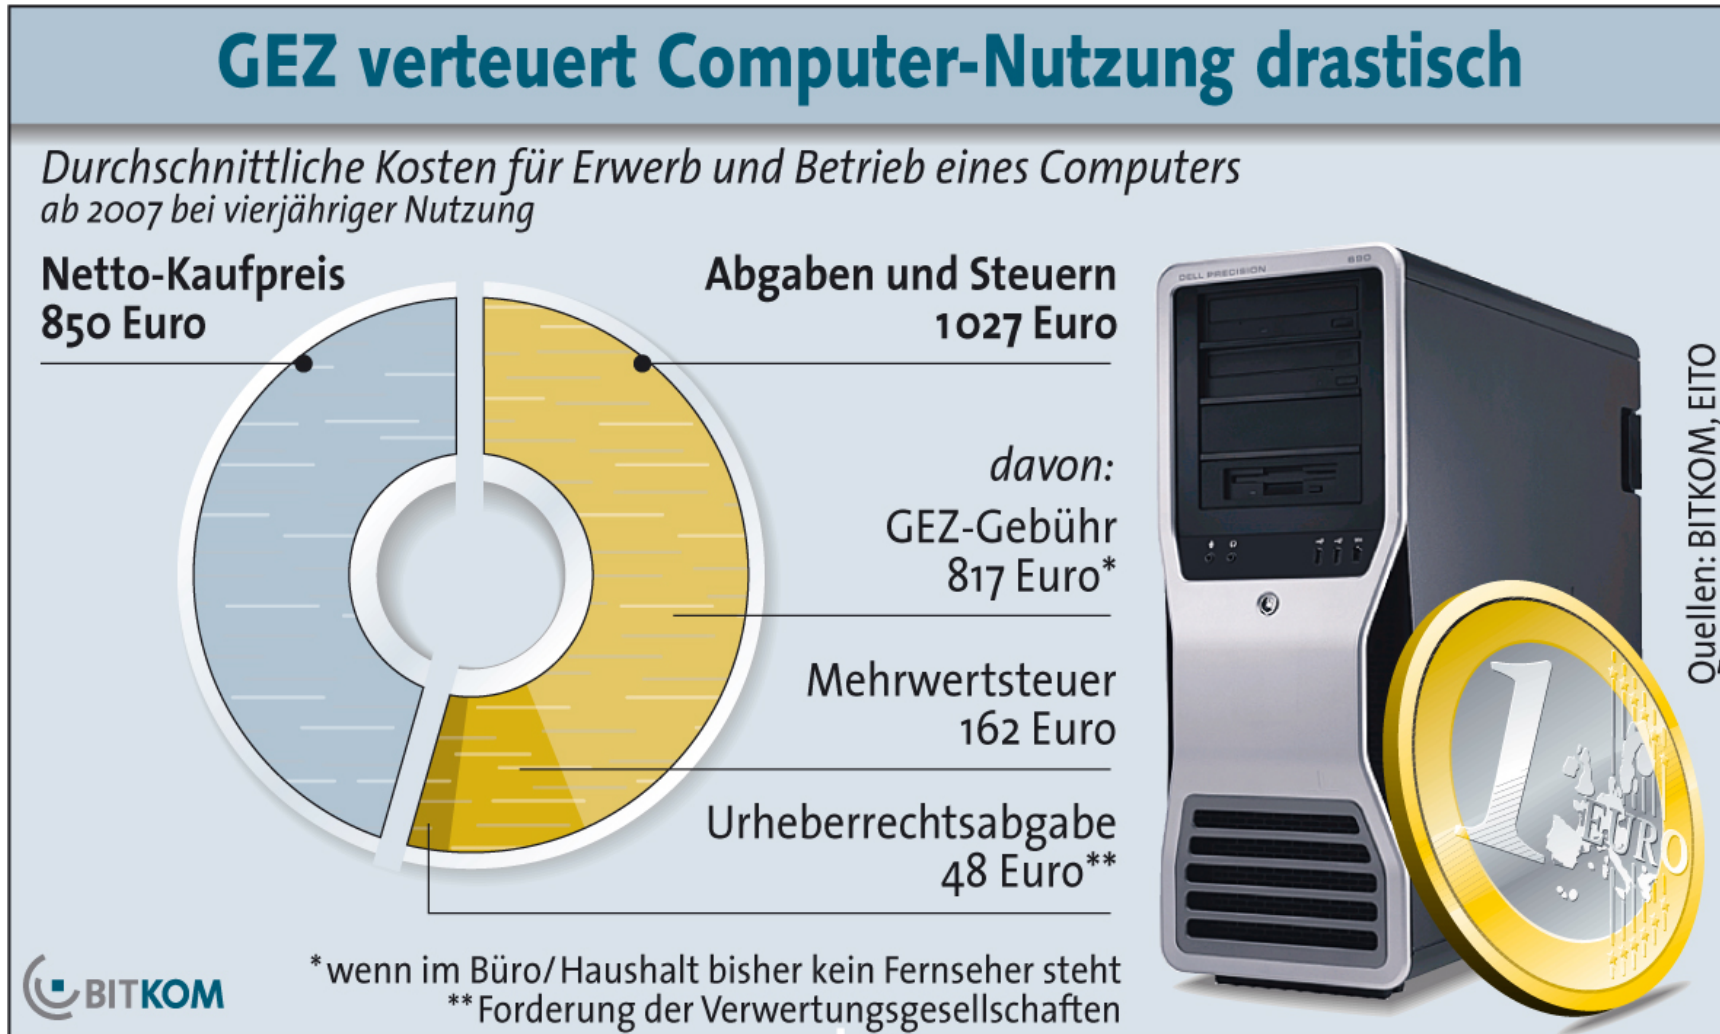 GEZ verteuert Computer-Nutzung drastisch
Durchschnittliche Kosten für Erwerb und Betrieb eines Computers
ab 2007 bei vierjähriger Nutzung
Netto-Kaufpreis
850 Euro
Abgaben und Steuern
1027 Euro
davon:
GEZ-Gebühr
817 Euro*
Mehrwertsteuer
162 Euro
Urheberrechtsabgabe
48 Euro**
*wenn im Büro/Haushalt bisher kein Fernseher steht
**Forderung der Verwertungsgesellschaften
BITKOM
DELL PRECISION
690
1
EURO
Quellen: BITKOM, EITO